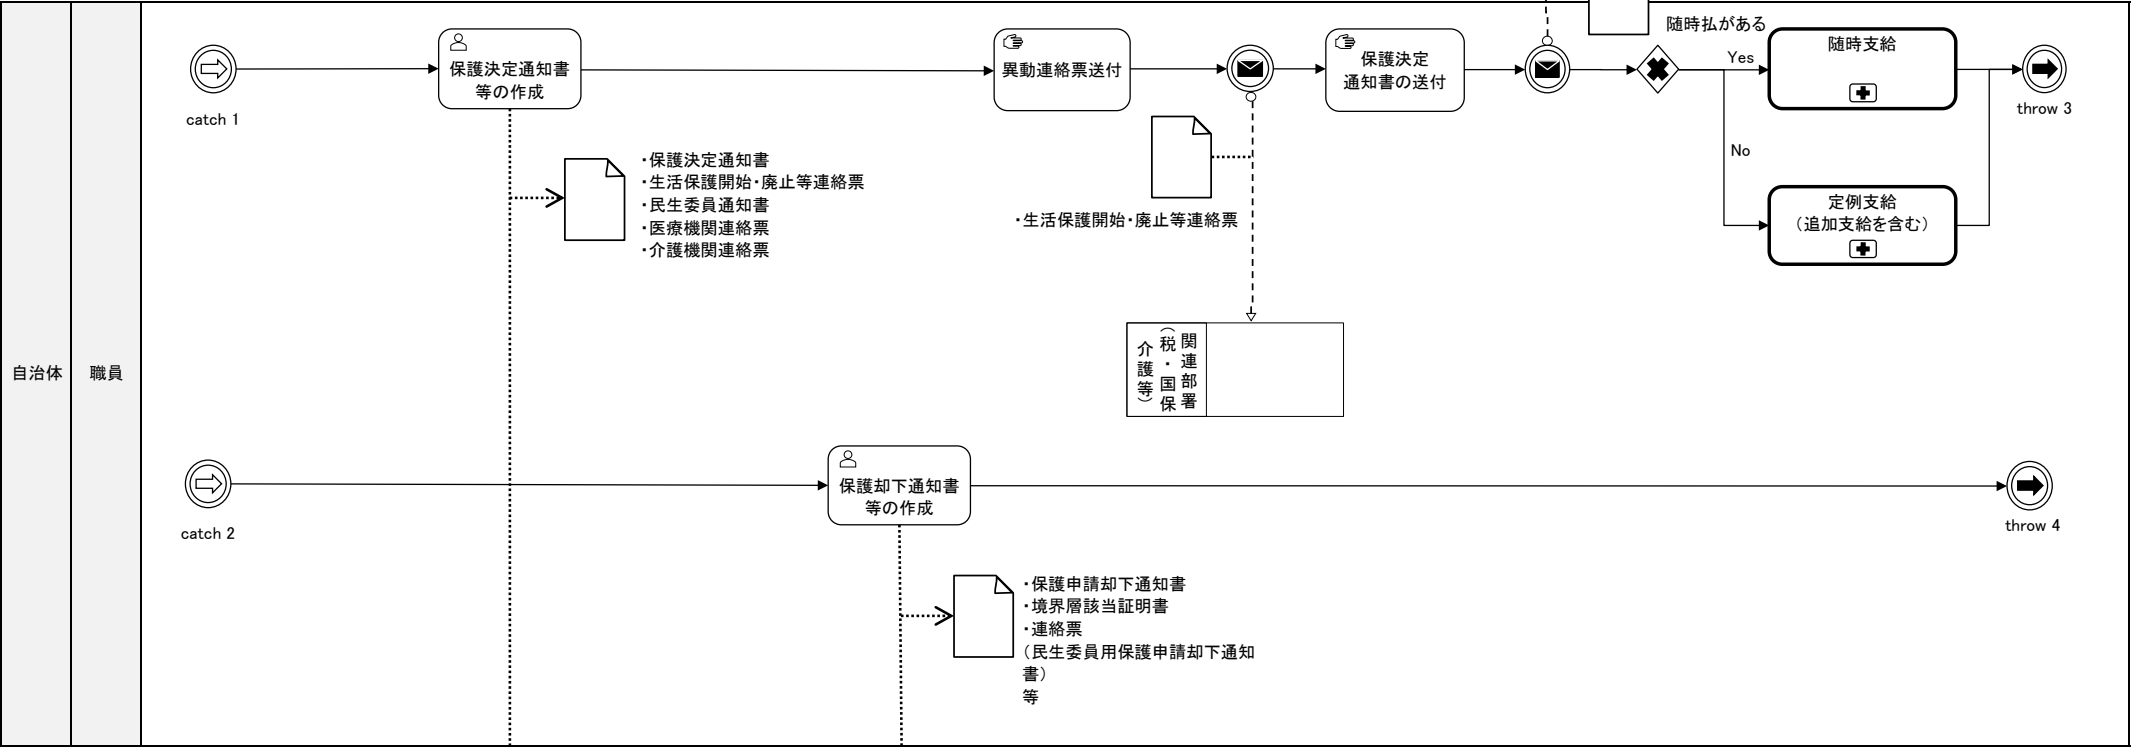 自治体
職員
catch 1
保護決定通知書
等の作成
・保護決定通知書
・生活保護開始・廃止等連絡票
・民生委員通知書
・医療機関連絡票
・介護機関連絡票
異動連絡票送付
・生活保護開始・廃止等連絡票
関連部署
（税・国保
介護等）
保護決定
通知書の送付
随時払がある
Yes
No
随時支給
定例支給
（追加支給を含む）
throw 3
catch 2
保護却下通知書
等の作成
・保護申請却下通知書
・境界層該当証明書
・連絡票
（民生委員用保護申請却下通知
書）
等
throw 4